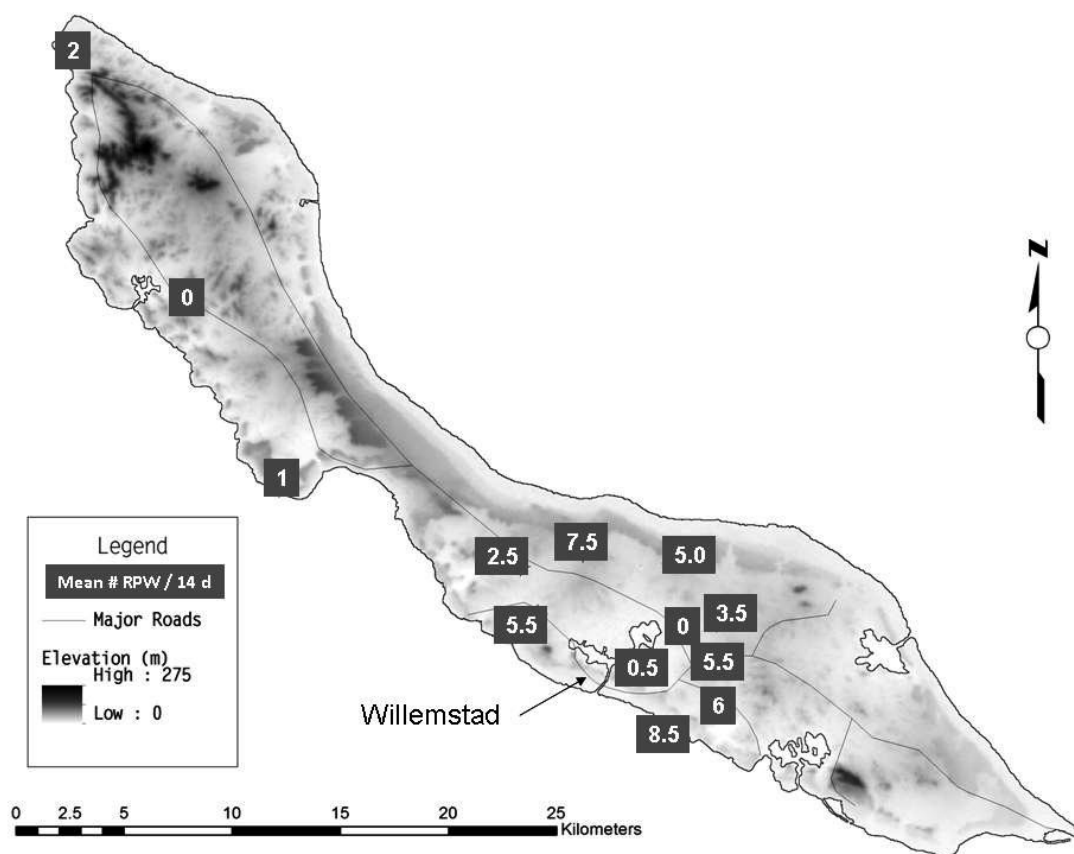 2
0
1
2.5
7.5
5.0
5.5
0
3.5
0.5
5.5
6
8.5
Willemstad
N
Legend
Mean # RPW / 14 d
Major Roads
Elevation (m)
High : 275
Low : 0
0 2.5 5 10 15 20 25
Kilometers